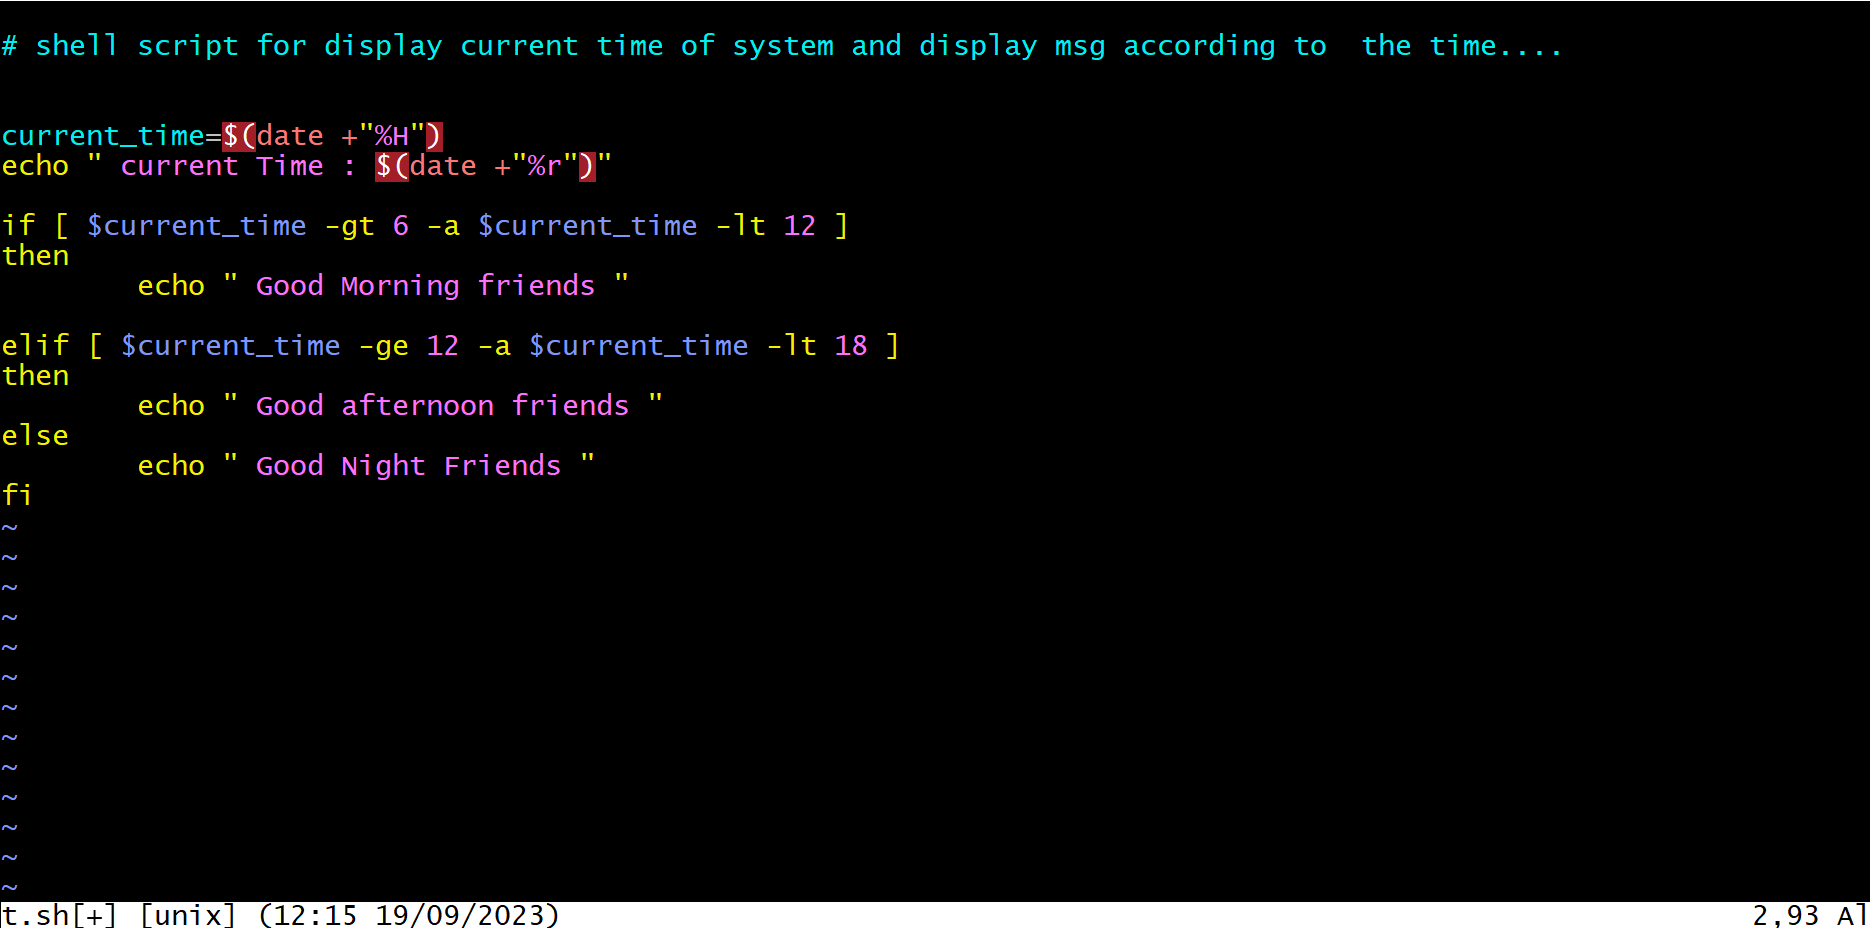 # shell script for display current time of system and display msg according to  the time....
current_time=$(date +"%H")
echo " current Time : $(date +"%r")"
if [ $current_time -gt 6 -a $current_time -lt 12 ]
then
        echo " Good Morning friends "
elif [ $current_time -ge 12 -a $current_time -lt 18 ]
then
        echo " Good afternoon friends "
else
        echo " Good Night Friends "
fi
~
~
~
~
~
~
~
~
~
~
~
~
~
t.sh[+] [unix] (12:15 19/09/2023) 2,93 Al